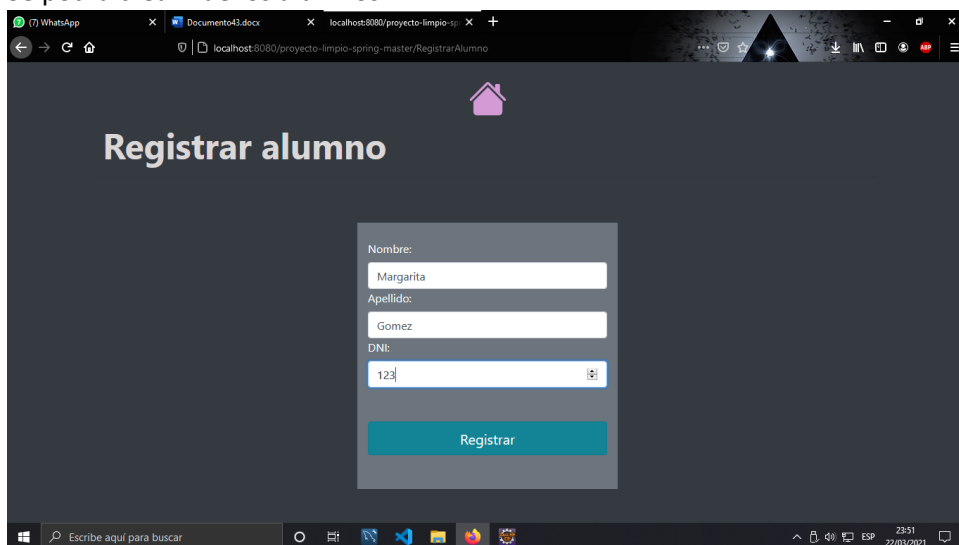 (7) WhatsApp
Documento43.docx
localhost:8080/proyecto-limpio-sp
localhost:8080/proyecto-limpio-spring-master/RegistrarAlumno
ABP
Registrar alumno
Nombre:
Margarita
Apellido:
Gomez
DNI:
123
Registrar
Escribe aquí para buscar
ESP
23:51
22/03/2021